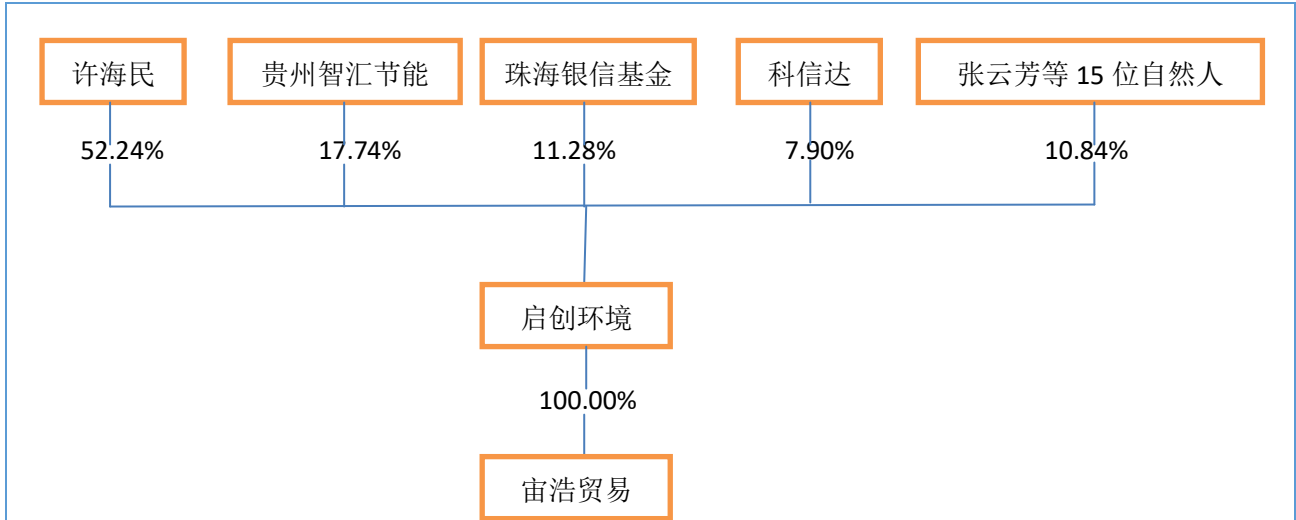 许海民
贵州智汇节能
珠海银信基金
科信达
张云芳等 15 位自然人
52.24%
17.74%
11.28%
7.90%
10.84%
启创环境
100.00%
宙浩贸易